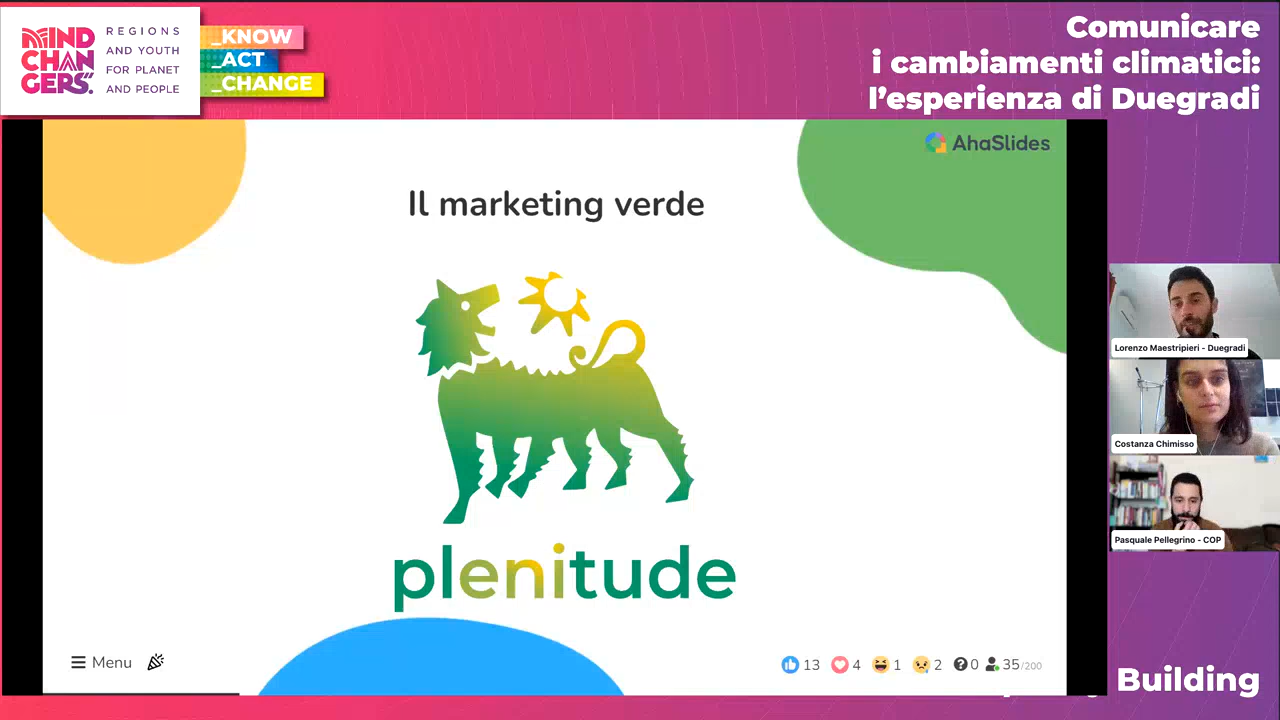 MIND
CHAN
GERS.
REGIONS
AND YOUTH
FOR PLANET
AND PEOPLE
_KNOW
_ACT
_CHANGE
Comunicare
i cambiamenti climatici:
l’esperienza di Duegradi
AhaSlides
Il marketing verde
plenitude
Lorenzo Maestripieri - Duegradi
Costanza Chimisso
Pasquale Pellegrino - COP
Menu
13 4 1 2 0 35/200
Building